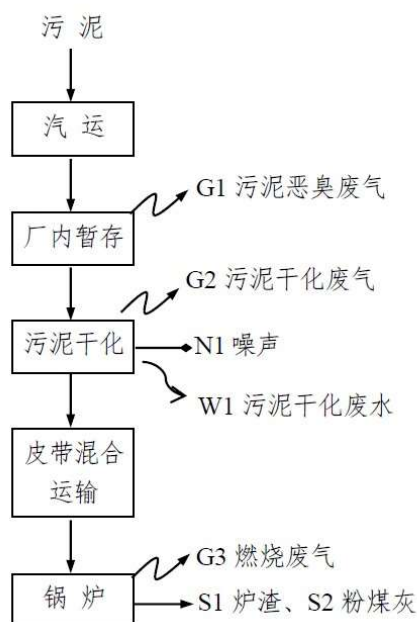 污 泥
汽 运
G1 污泥恶臭废气
厂内暂存
G2 污泥干化废气
污泥干化
N1 噪声
W1 污泥干化废水
皮带混合
运输
G3 燃烧废气
锅 炉
S1 炉渣、S2 粉煤灰